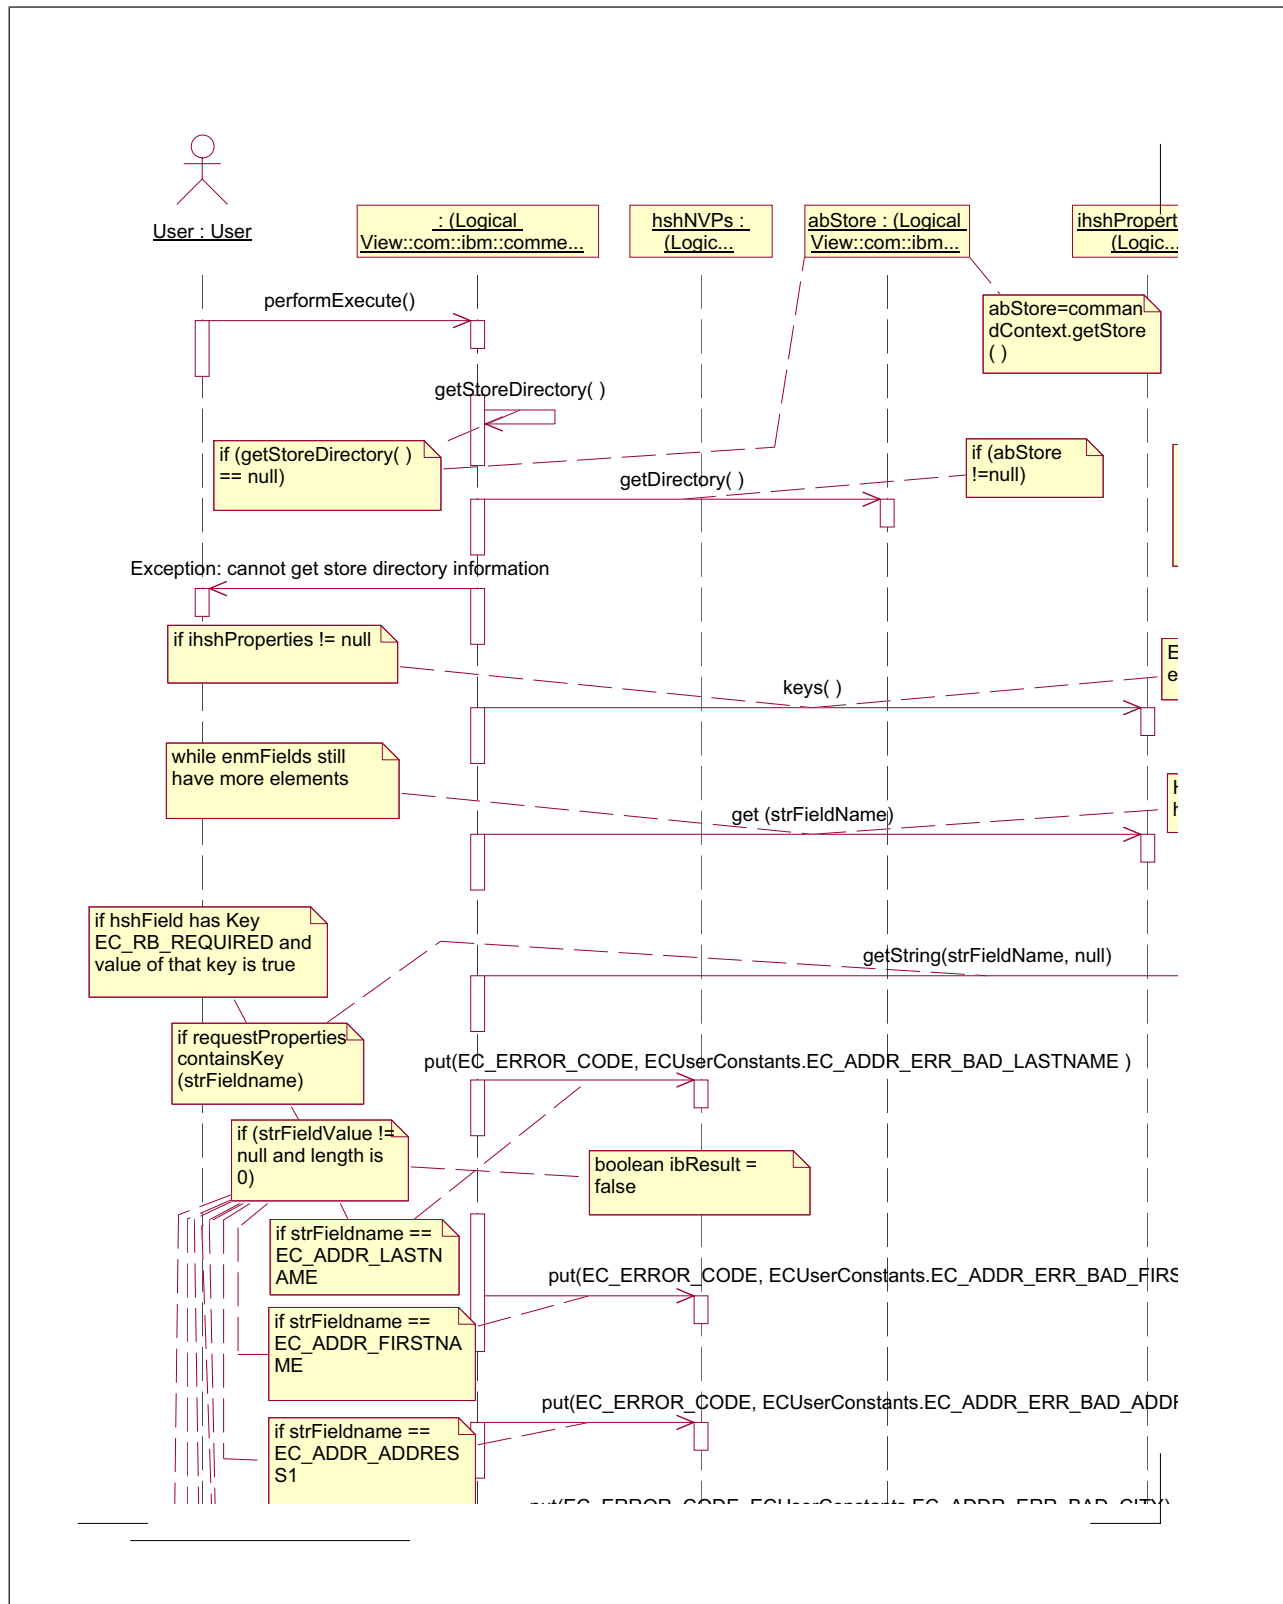 User : User
: (Logical
View::com::ibm::comme...
hshNVPs :
(Logic...
abStore : (Logical
View::com::ibm...
ihshPropert
(Logic...
performExecute()
abStore=comman
dContext.getStore
( )
getStoreDirectory( )
if (getStoreDirectory( )
== null)
if (abStore
!=null)
getDirectory( )
Exception: cannot get store directory information
if ihshProperties != null
E
e
keys( )
while enmFields still
have more elements
h
get (strFieldName)
if hshField has Key
EC_RB_REQUIRED and
value of that key is true
getString(strFieldName, null)
if requestProperties
containsKey
(strFieldname)
put(EC_ERROR_CODE, ECUserConstants.EC_ADDR_ERR_BAD_LASTNAME )
if (strFieldValue !=
null and length is
0)
boolean ibResult =
false
if strFieldname ==
EC_ADDR_LASTN
AME
put(EC_ERROR_CODE, ECUserConstants.EC_ADDR_ERR_BAD_FIRS
if strFieldname ==
EC_ADDR_FIRSTNA
ME
put(EC_ERROR_CODE, ECUserConstants.EC_ADDR_ERR_BAD_ADDR
if strFieldname ==
EC_ADDR_ADDRES
S1
put(EC_ERROR_CODE, ECUserConstants.EC_ADDR_ERR_BAD_CITY)